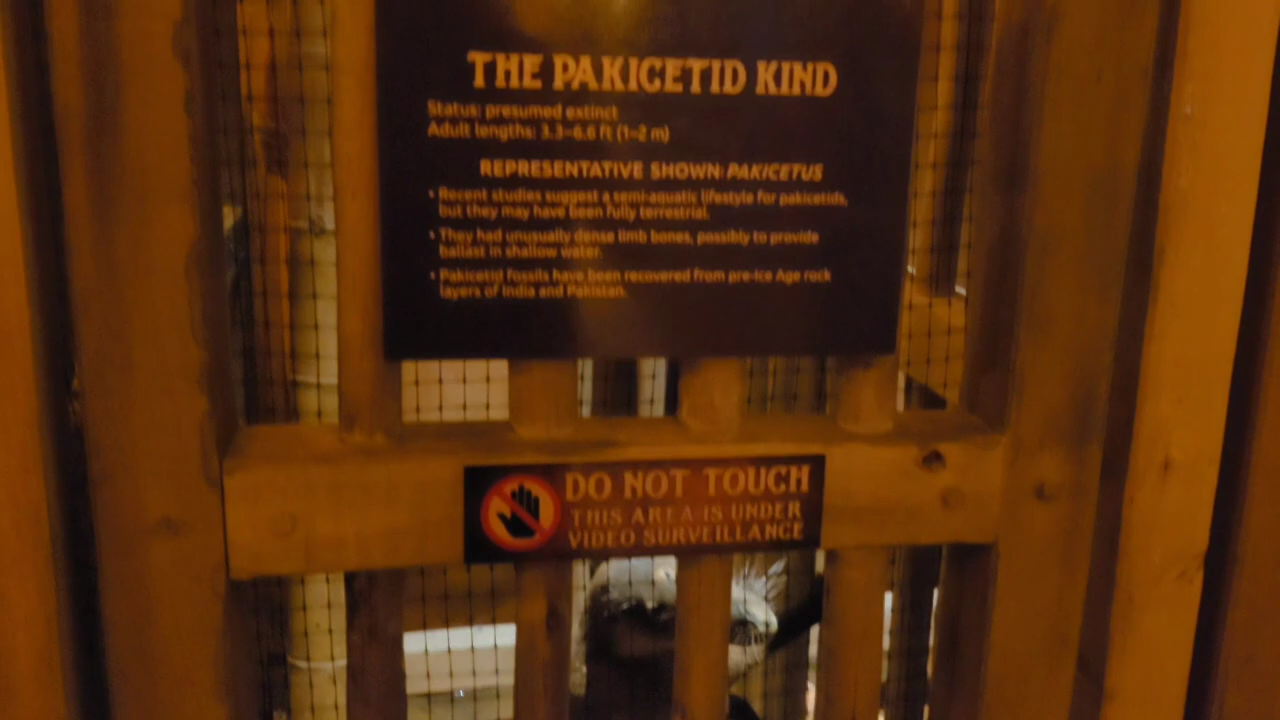 THE PAKICETID KIND
Status: presumed extinct
Adult lengths: 3.3–6.6 ft (1–2 m)
REPRESENTATIVE SHOWN: PAKICETUS
• Recent studies suggest a semi-aquatic lifestyle for pakicetids,
but they may have been fully terrestrial.
• They had unusually dense limb bones, possibly to provide
ballast in shallow water.
• Pakicetid fossils have been recovered from pre-Ice Age rock
layers of India and Pakistan.
DO NOT TOUCH
THIS AREA IS UNDER
VIDEO SURVEILLANCE